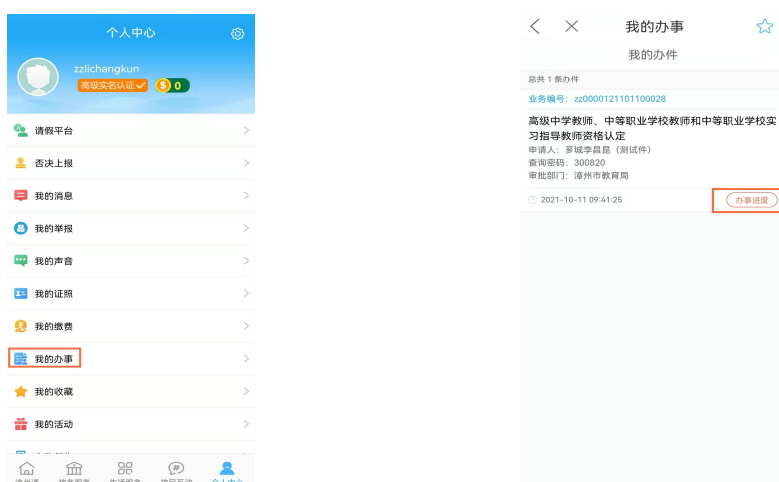 个人中心
zzlichangkun
高级实名认证
$ 0
请假平台
否决上报
我的消息
我的举报
我的声音
我的证照
我的缴费
我的办事
我的收藏
我的活动
我的办事
我的办件
总共 1 条办件
业务编号: zz0000121101100028
高级中学教师、中等职业学校教师和中等职业学校实
习指导教师资格认定
申请人: 芗城李昌昆 (测试件)
查询密码: 300820
审批部门: 漳州市教育局
2021-10-11 09:41:25
办事进度